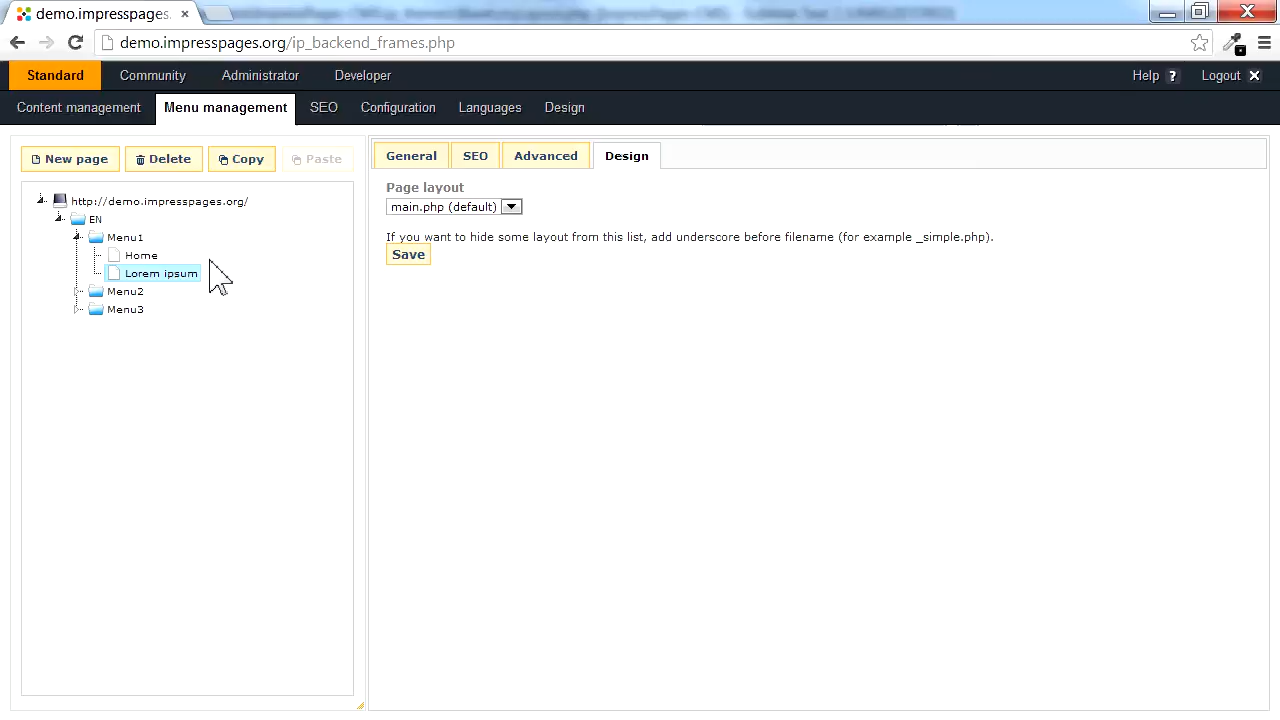 demo.impresspages.
demo.impresspages.org/ip_backend_frames.php
Standard Community Administrator Developer Help ? Logout
Content management Menu management SEO Configuration Languages Design
New page Delete Copy Paste
General SEO Advanced Design
http://demo.impresspages.org/
EN
Menu1
Home
Lorem ipsum
Menu2
Menu3
Page layout
main.php (default)
If you want to hide some layout from this list, add underscore before filename (for example _simple.php).
Save